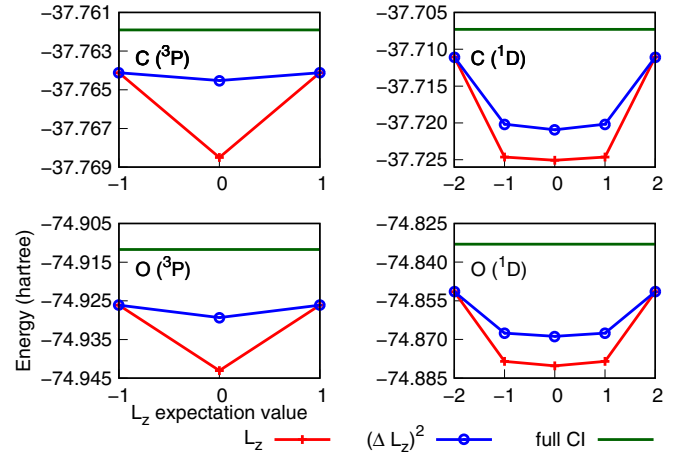 −37.761
−37.763
−37.765
−37.767
−37.769
C (³P)
−1 0 1
−37.705
−37.710
−37.715
−37.720
−37.725
C (¹D)
−2 −1 0 1 2
Energy (hartree)
−74.905
−74.915
−74.925
−74.935
−74.945
O (³P)
−1 0 1
−74.825
−74.840
−74.855
−74.870
−74.885
O (¹D)
−2 −1 0 1 2
L_z expectation value
L_z (Δ L_z)² full CI